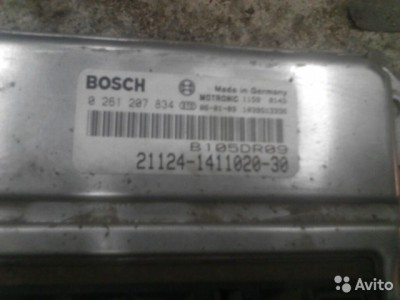 BOSCH
Made in Germany
0 261 207 834
MOTRONIC
B105DR09
21124-1411020-30
Avito